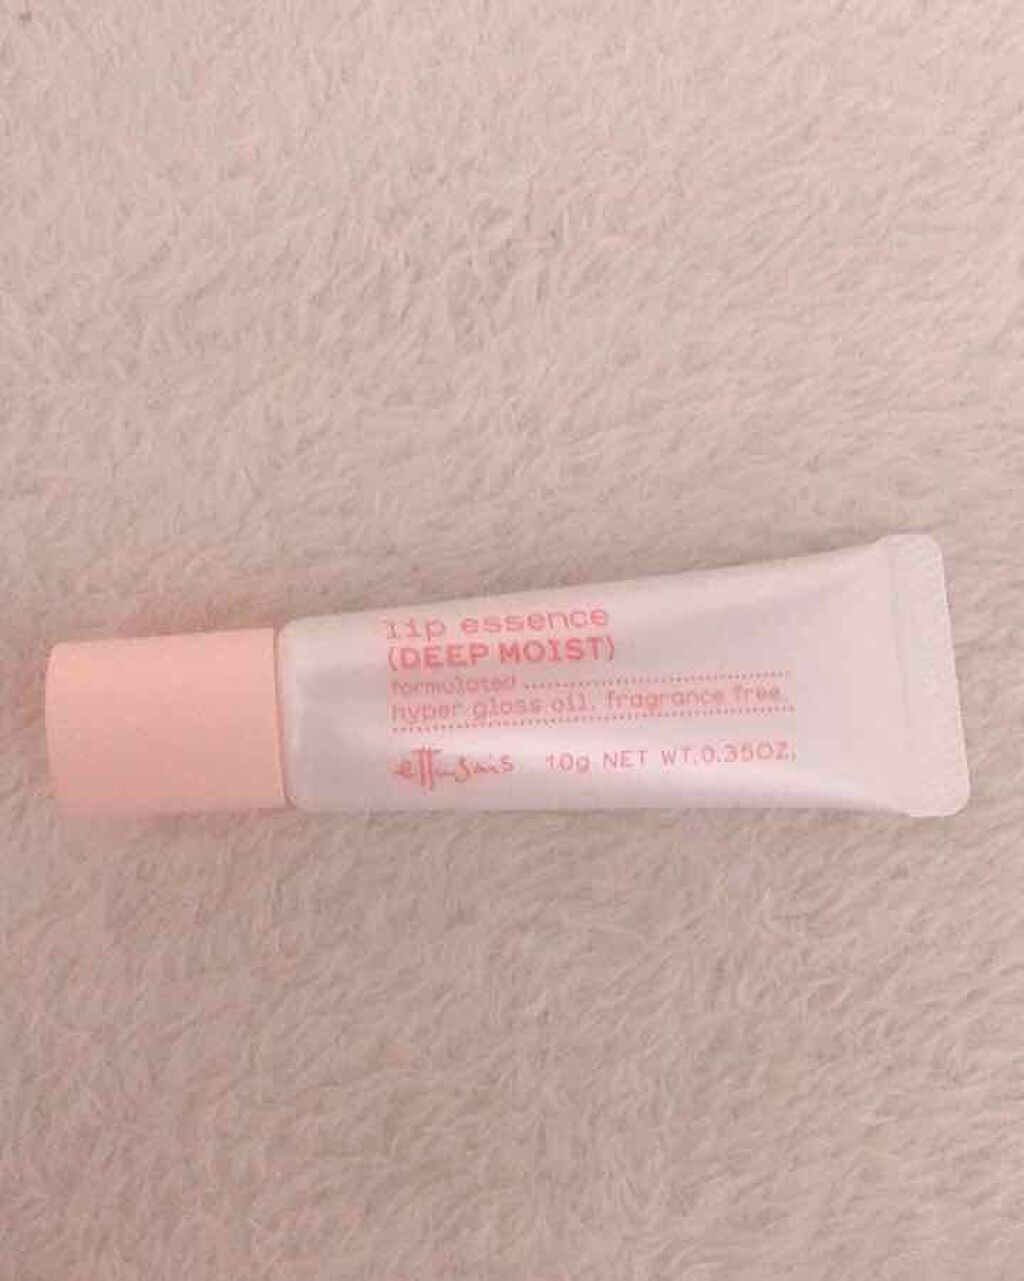 lip essence
(DEEP MOIST)
formulated
hyper gloss oil. fragrance free.
ettusais 10g NET WT.0.35OZ.